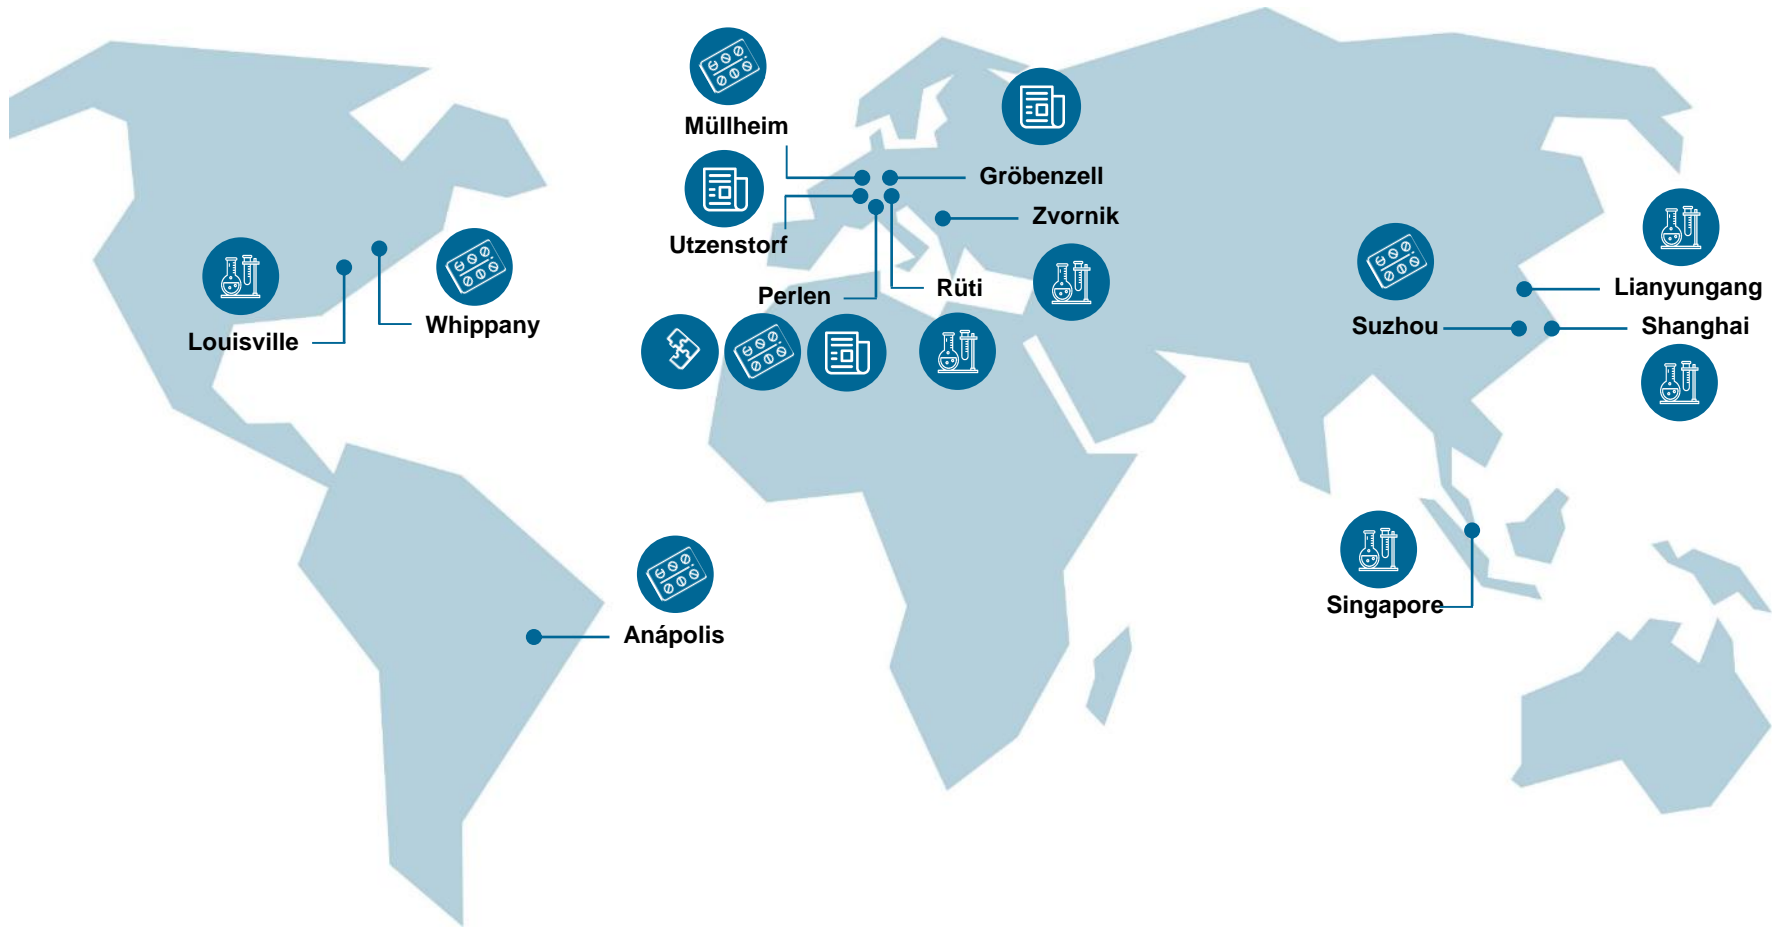 Müllheim
Gröbenzell
Zvornik
Utzenstorf
Perlen
Rüti
Louisville
Whippany
Lianyungang
Suzhou
Shanghai
Singapore
Anápolis